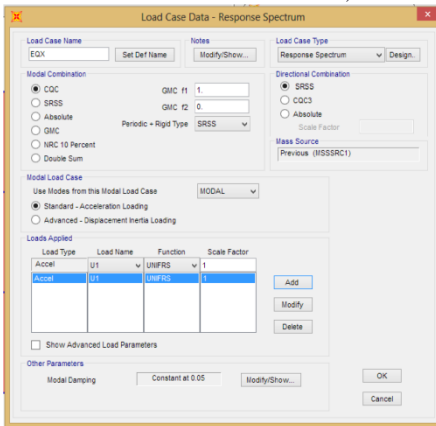 Load Case Data - Response Spectrum
Load Case Name
EQX
Set Def Name
Notes
Modify/Show...
Load Case Type
Response Spectrum
Design..
Modal Combination
CQC
SRSS
Absolute
GMC
NRC 10 Percent
Double Sum
GMC f1
1.
GMC f2
0.
Periodic + Rigid Type
SRSS
Directional Combination
SRSS
CQC3
Absolute
Scale Factor
Mass Source
Previous (MSSSRC1)
Modal Load Case
Use Modes from this Modal Load Case
MODAL
Standard - Acceleration Loading
Advanced - Displacement Inertia Loading
Loads Applied
Load Type Load Name Function Scale Factor
Accel U1 UNIFRS 1
Accel U1 UNIFRS 1
Add
Modify
Delete
Show Advanced Load Parameters
Other Parameters
Modal Damping
Constant at 0.05
Modify/Show...
OK
Cancel